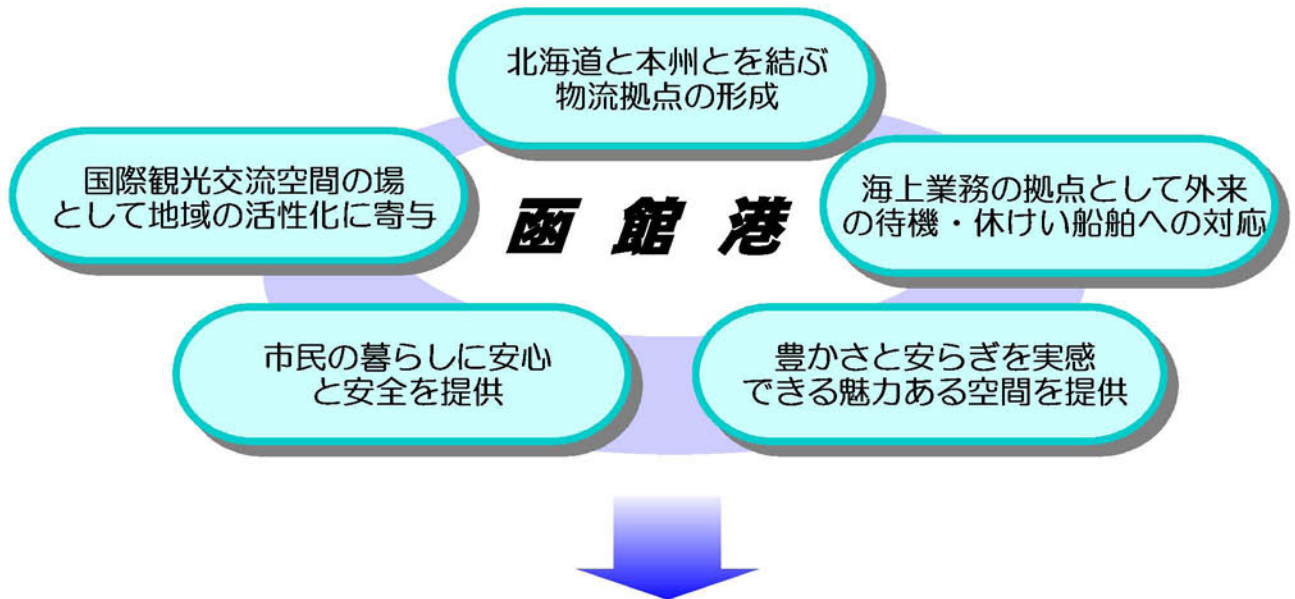 北海道と本州とを結ぶ
物流拠点の形成
国際観光交流空間の場
として地域の活性化に寄与
函館港
海上業務の拠点として外来
の待機・休けい船舶への対応
市民の暮らしに安心
と安全を提供
豊かさと安らぎを実感
できる魅力ある空間を提供